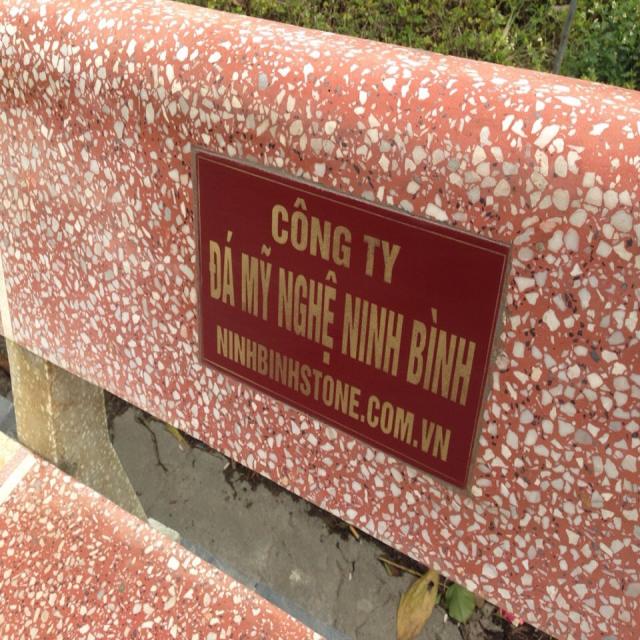 CÔNG TY
ĐÁ MỸ NGHỆ NINH BÌNH
NINHBINHSTONE.COM.VN